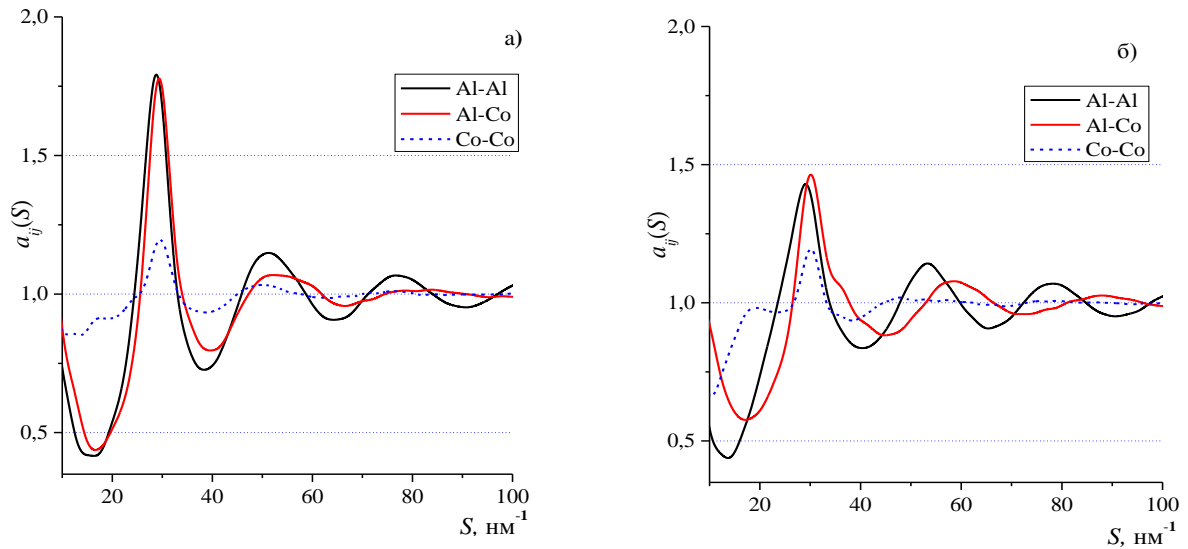 а)
2,0
1,5
1,0
0,5
a_ij(S)
Al-Al
Al-Co
Co-Co
20 40 60 80 100
S, нм⁻¹
б)
2,0
1,5
1,0
0,5
a_ij(S)
Al-Al
Al-Co
Co-Co
20 40 60 80 100
S, нм⁻¹